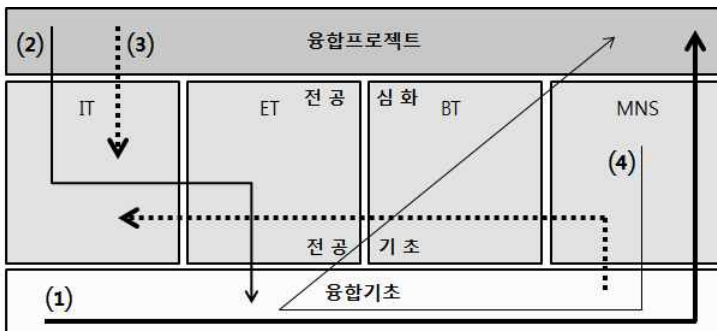 (2) (3) 융합프로젝트
전 공 심 화
IT ET BT MNS
(4)
전 공 기 초
(1) 융합기초